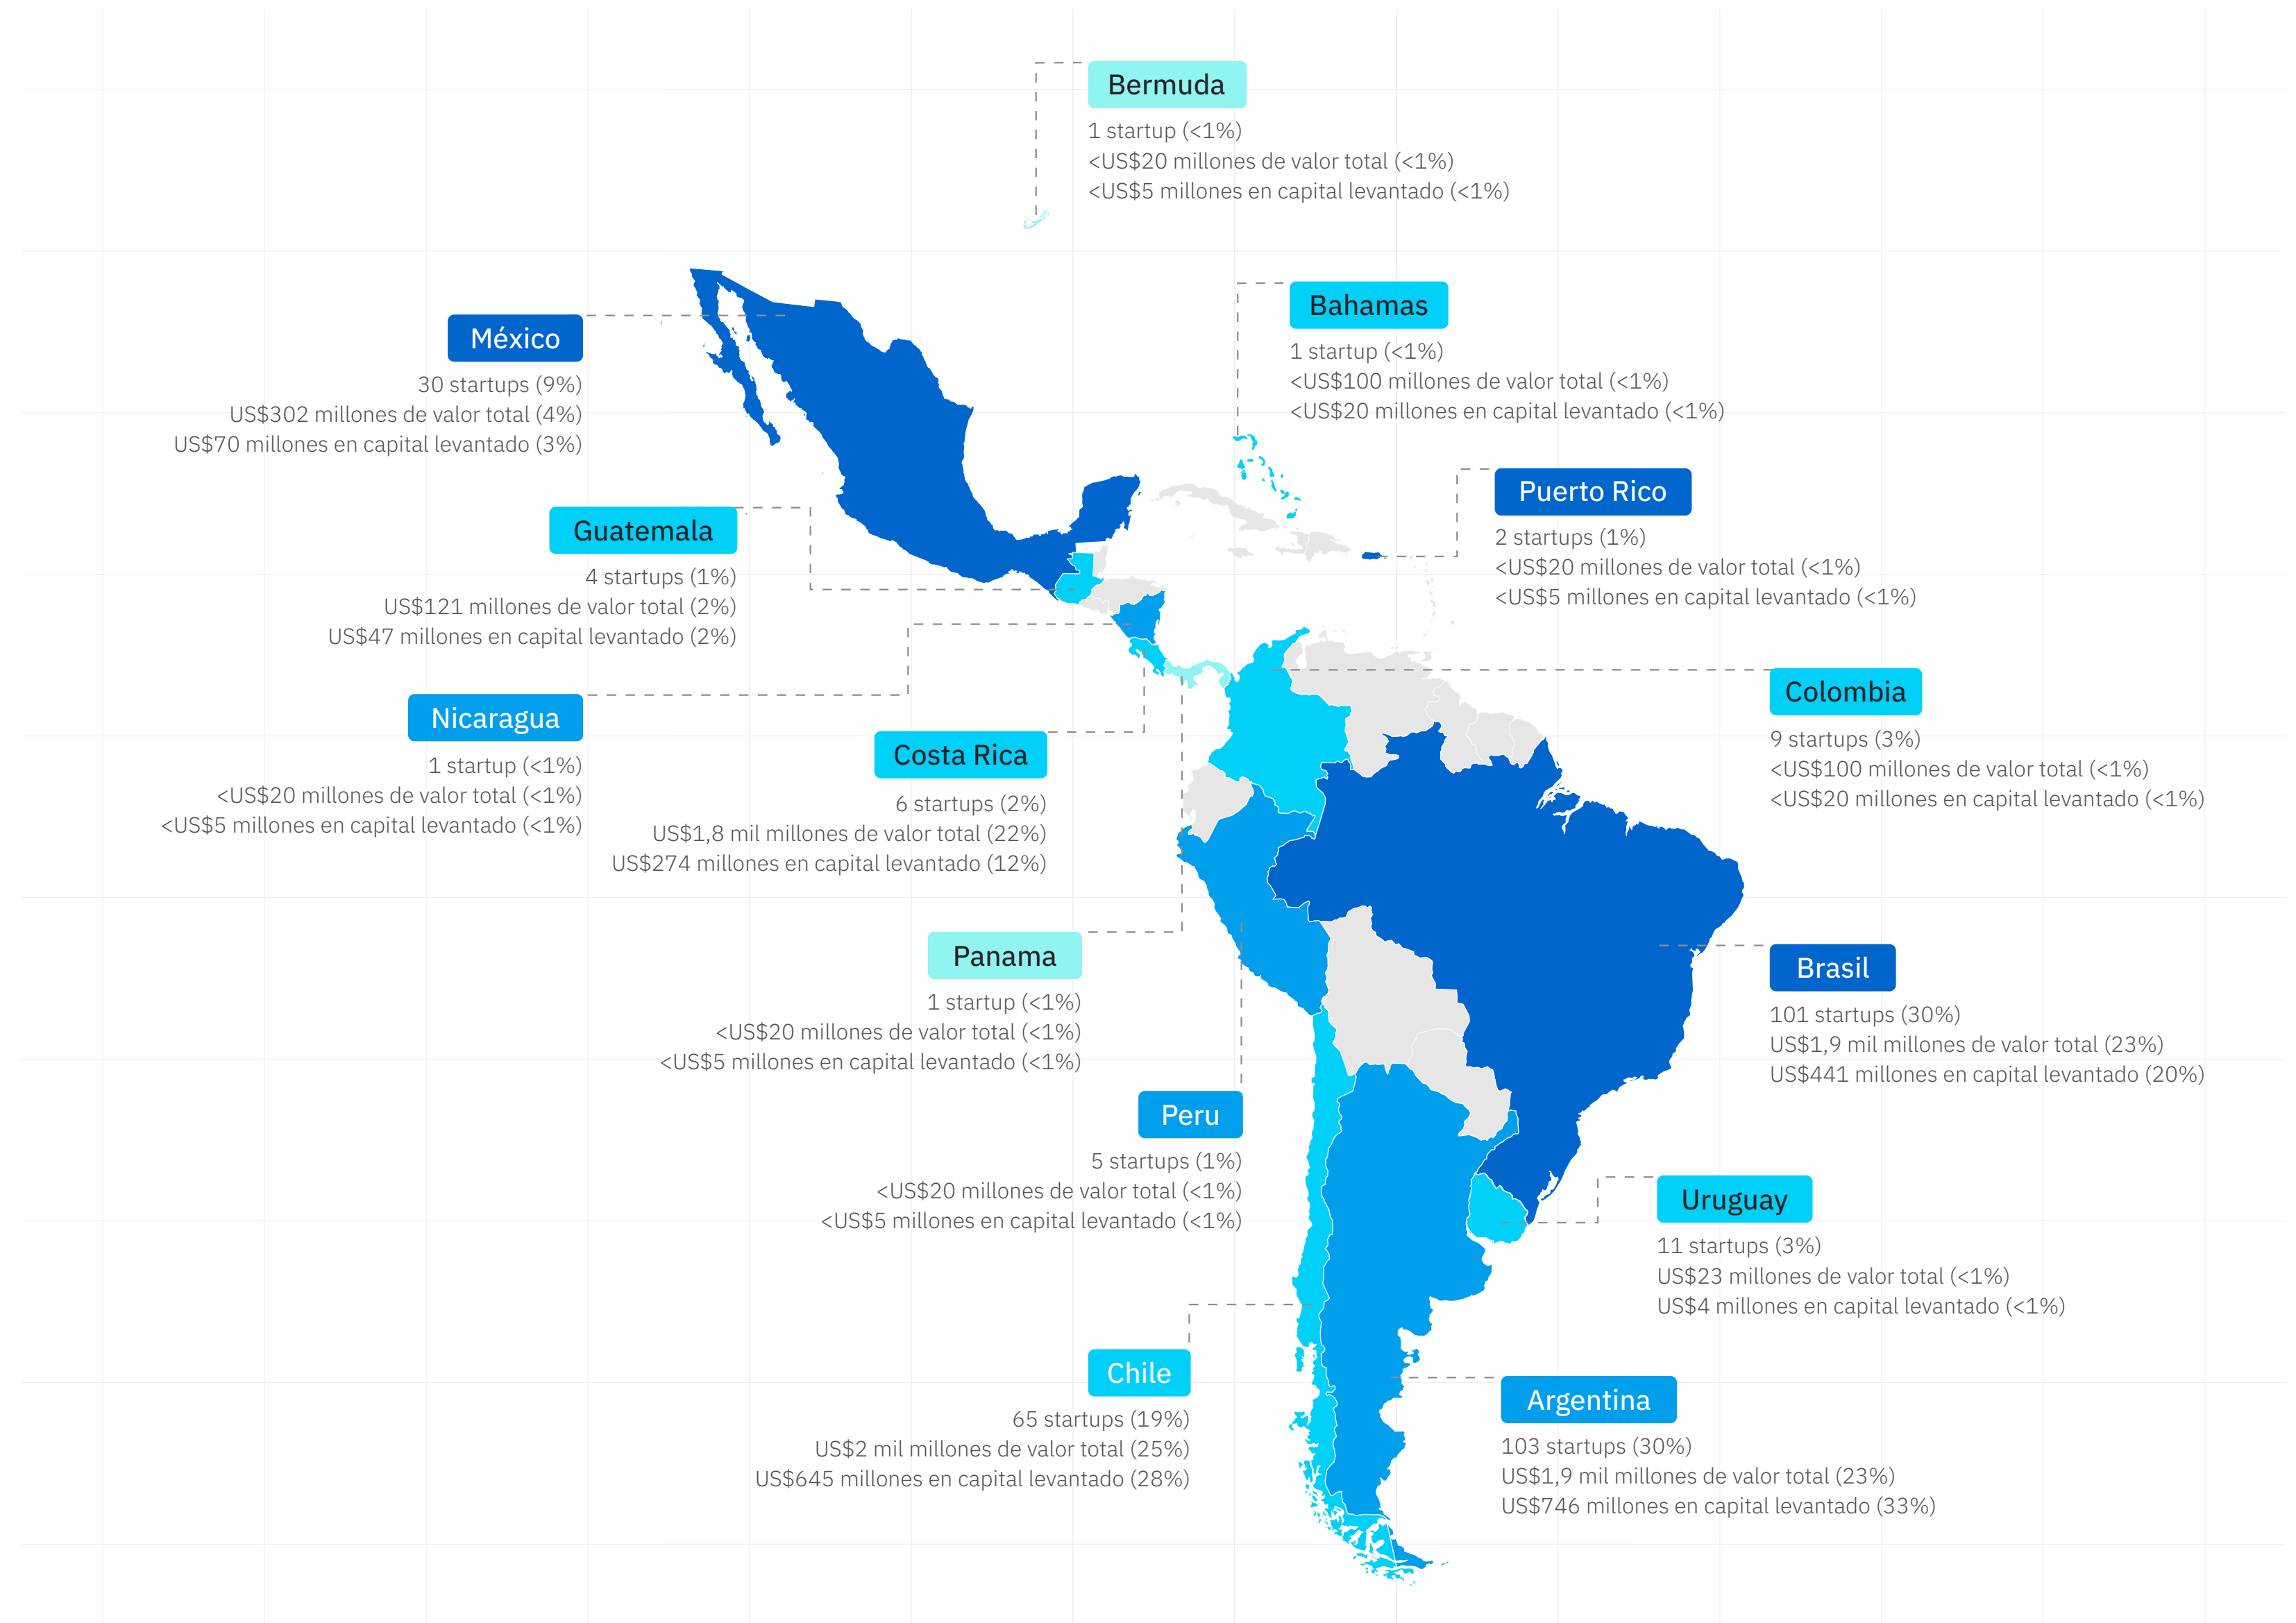 Bermuda
1 startup (<1%)
<US$20 millones de valor total (<1%)
<US$5 millones en capital levantado (<1%)
Bahamas
1 startup (<1%)
<US$100 millones de valor total (<1%)
<US$20 millones en capital levantado (<1%)
México
30 startups (9%)
US$302 millones de valor total (4%)
US$70 millones en capital levantado (3%)
Puerto Rico
2 startups (1%)
<US$20 millones de valor total (<1%)
<US$5 millones en capital levantado (<1%)
Guatemala
4 startups (1%)
US$121 millones de valor total (2%)
US$47 millones en capital levantado (2%)
Colombia
9 startups (3%)
<US$100 millones de valor total (<1%)
<US$20 millones en capital levantado (<1%)
Nicaragua
1 startup (<1%)
<US$20 millones de valor total (<1%)
<US$5 millones en capital levantado (<1%)
Costa Rica
6 startups (2%)
US$1,8 mil millones de valor total (22%)
US$274 millones en capital levantado (12%)
Panama
1 startup (<1%)
<US$20 millones de valor total (<1%)
<US$5 millones en capital levantado (<1%)
Brasil
101 startups (30%)
US$1,9 mil millones de valor total (23%)
US$441 millones en capital levantado (20%)
Peru
5 startups (1%)
<US$20 millones de valor total (<1%)
<US$5 millones en capital levantado (<1%)
Uruguay
11 startups (3%)
US$23 millones de valor total (<1%)
US$4 millones en capital levantado (<1%)
Chile
65 startups (19%)
US$2 mil millones de valor total (25%)
US$645 millones en capital levantado (28%)
Argentina
103 startups (30%)
US$1,9 mil millones de valor total (23%)
US$746 millones en capital levantado (33%)